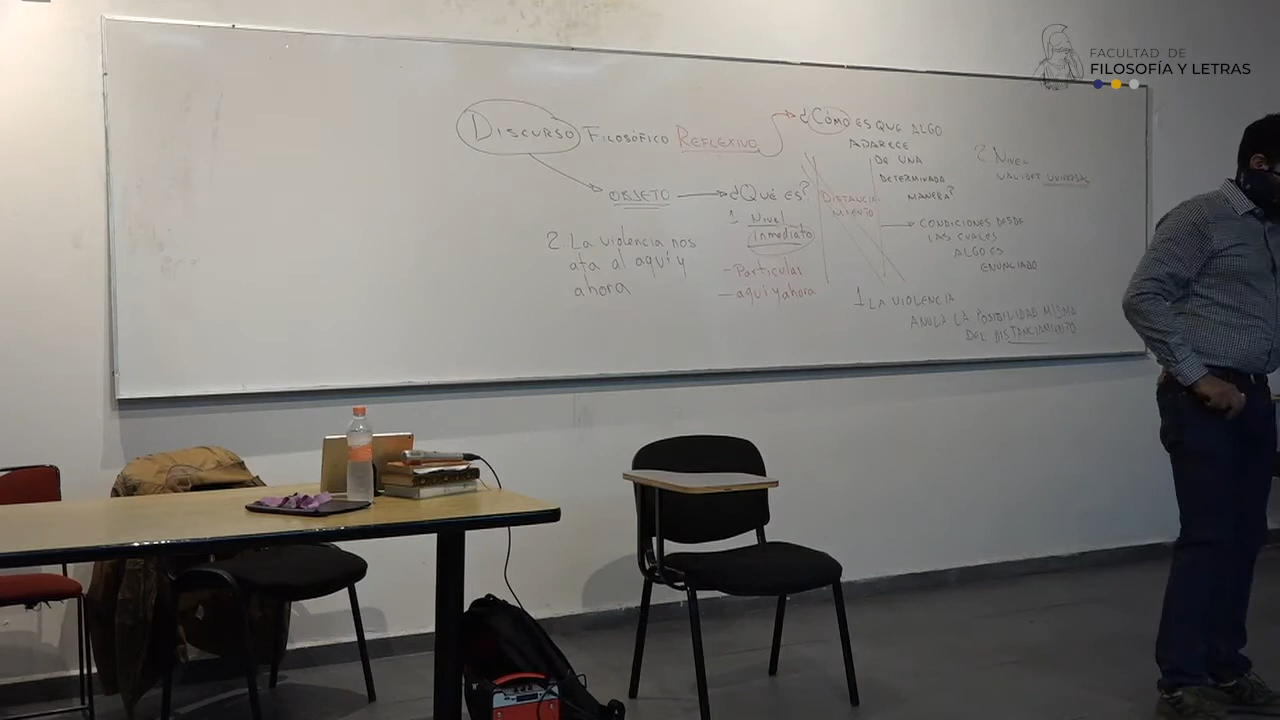 FACULTAD DE
FILOSOFÍA Y LETRAS
DISCURSO FILOSÓFICO REFLEXIVO
¿CÓMO ES QUE ALGO
APARECE
DE UNA
DETERMINADA
MANERA?
2 NIVEL
VALIDEZ UNIVERSAL
OBJETO
¿QUÉ ES?
1 Nivel
Inmediato
- Particular
- aquí y ahora
DISTANCIA-
MIENTO
CONDICIONES DESDE
LAS CUALES
ALGO ES
ENUNCIADO
2. La violencia nos
ata al aquí y
ahora
1 LA VIOLENCIA
ANULA LA POSIBILIDAD MISMA
DEL DISTANCIAMIENTO